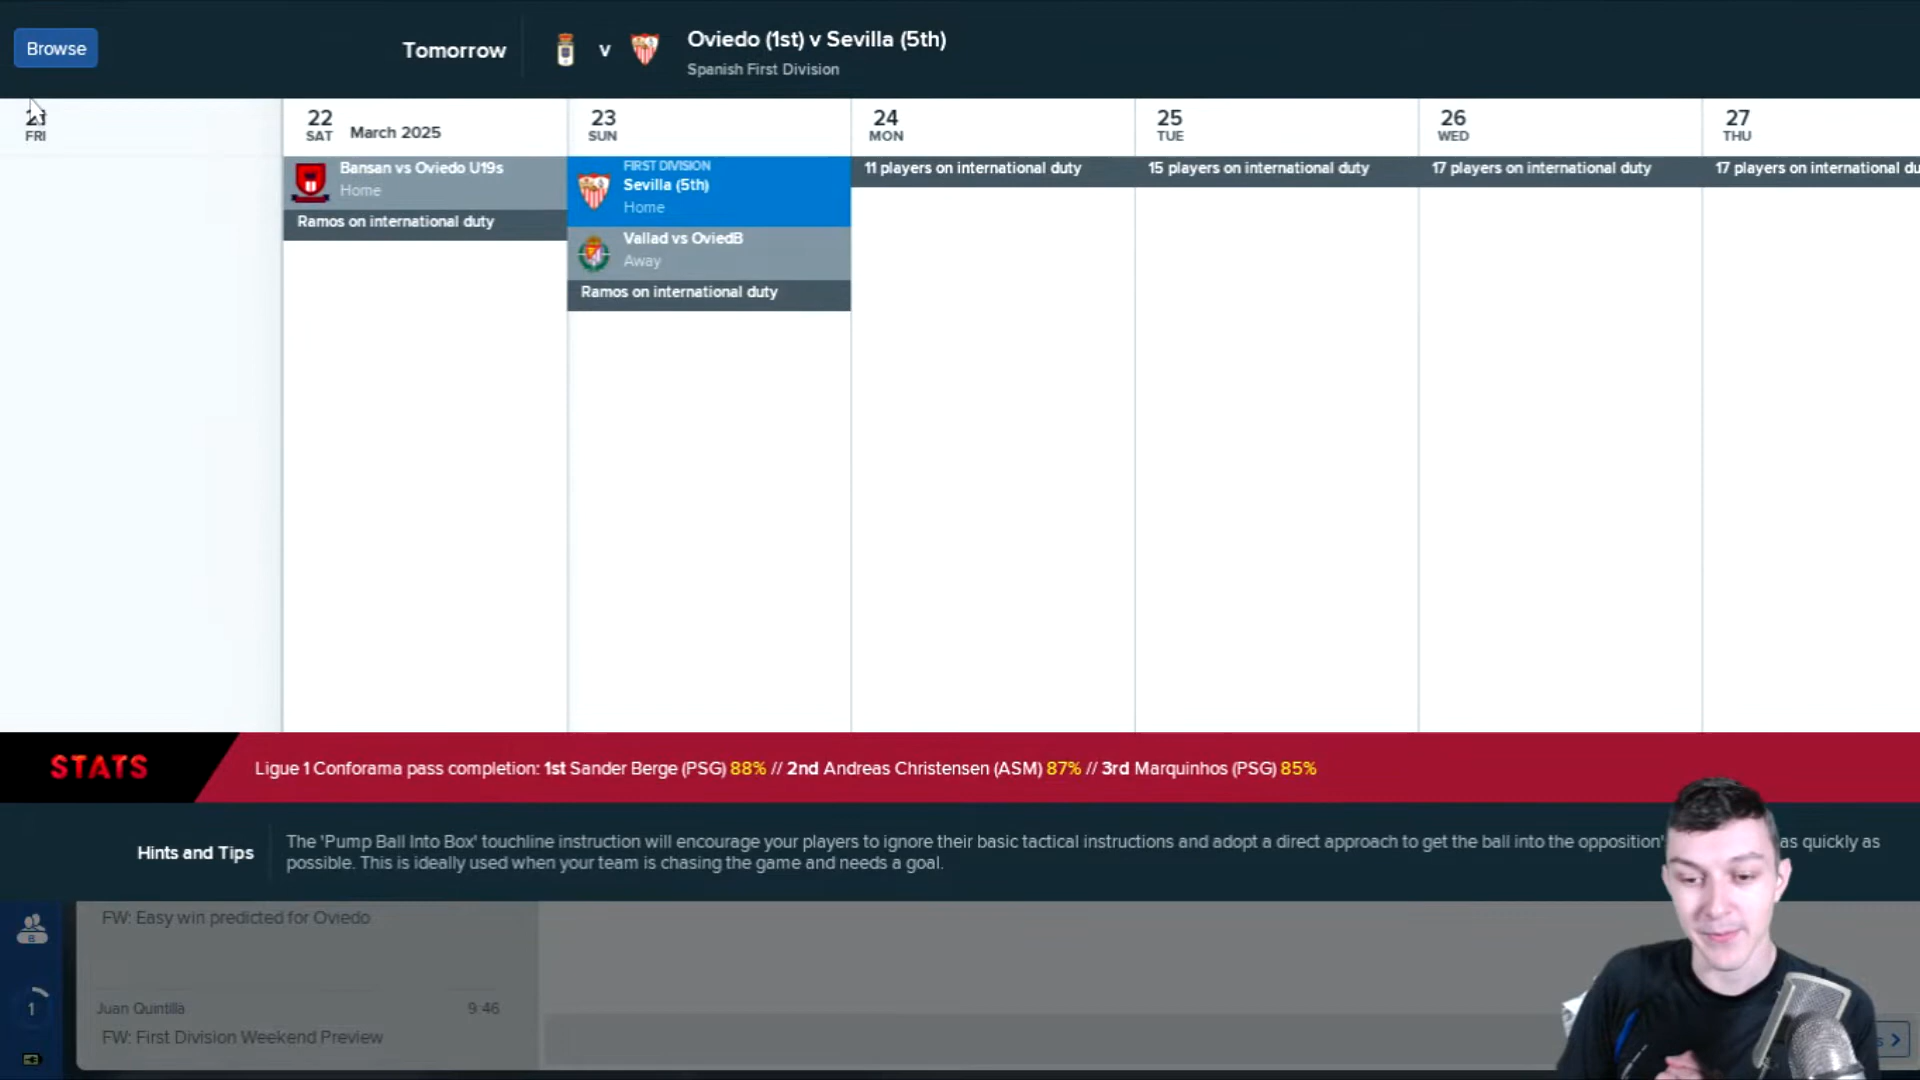 Browse
Tomorrow
v
Oviedo (1st) v Sevilla (5th)
Spanish First Division
FRI
22
SAT
March 2025
23
SUN
24
MON
25
TUE
26
WED
27
THU
Bansan vs Oviedo U19s
Home
Ramos on international duty
FIRST DIVISION
Sevilla (5th)
Home
Vallad vs OviedB
Away
Ramos on international duty
11 players on international duty
15 players on international duty
17 players on international duty
17 players on international du
STATS
Ligue 1 Conforama pass completion: 1st Sander Berge (PSG) 88% // 2nd Andreas Christensen (ASM) 87% // 3rd Marquinhos (PSG) 85%
Hints and Tips
The 'Pump Ball Into Box' touchline instruction will encourage your players to ignore their basic tactical instructions and adopt a direct approach to get the ball into the opposition' as quickly as
possible. This is ideally used when your team is chasing the game and needs a goal.
FW: Easy win predicted for Oviedo
1
Juan Quintilla
9:46
FW: First Division Weekend Preview